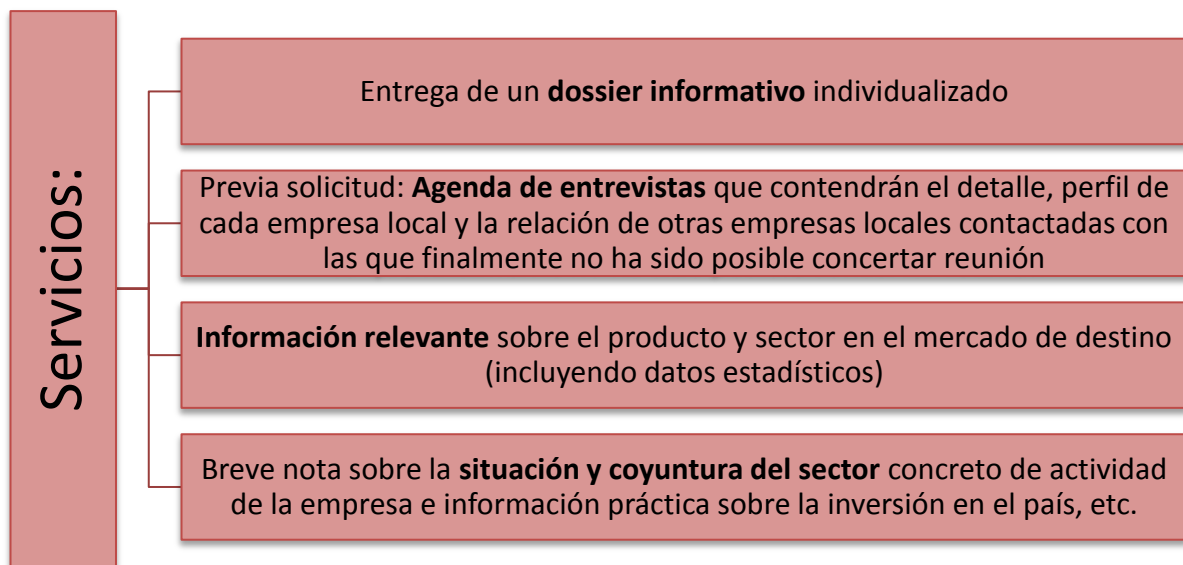 Servicios:
Entrega de un dossier informativo individualizado
Previa solicitud: Agenda de entrevistas que contendrán el detalle, perfil de
cada empresa local y la relación de otras empresas locales contactadas con
las que finalmente no ha sido posible concertar reunión
Información relevante sobre el producto y sector en el mercado de destino
(incluyendo datos estadísticos)
Breve nota sobre la situación y coyuntura del sector concreto de actividad
de la empresa e información práctica sobre la inversión en el país, etc.